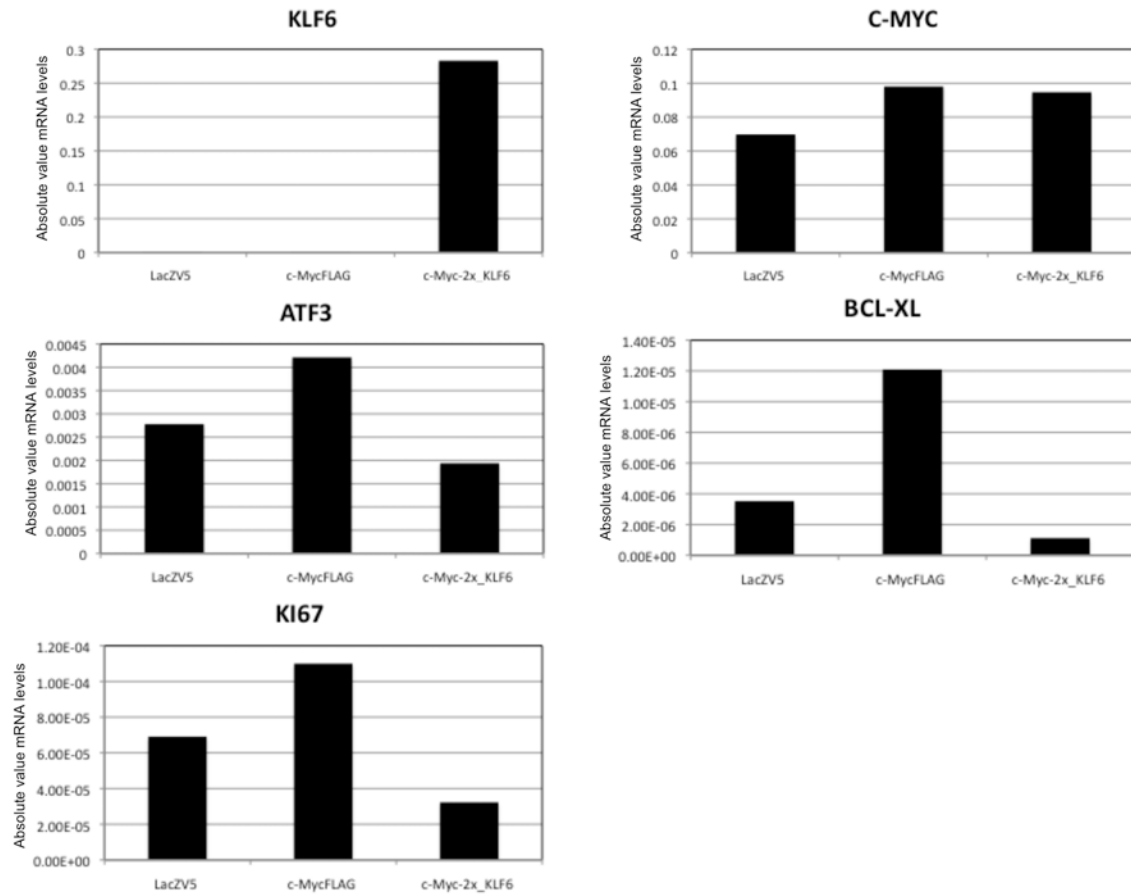 KLF6
Absolute value mRNA levels
0.3
0.25
0.2
0.15
0.1
0.05
0
LacZV5 c-MycFLAG c-Myc-2x_KLF6
C-MYC
Absolute value mRNA levels
0.12
0.1
0.08
0.06
0.04
0.02
0
LacZV5 c-MycFLAG c-Myc-2x_KLF6
ATF3
Absolute value mRNA levels
0.0045
0.004
0.0035
0.003
0.0025
0.002
0.0015
0.001
0.0005
0
LacZV5 c-MycFLAG c-Myc-2x_KLF6
BCL-XL
Absolute value mRNA levels
1.40E-05
1.20E-05
1.00E-05
8.00E-06
6.00E-06
4.00E-06
2.00E-06
0.00E+00
LacZV5 c-MycFLAG c-Myc-2x_KLF6
KI67
Absolute value mRNA levels
1.20E-04
1.00E-04
8.00E-05
6.00E-05
4.00E-05
2.00E-05
0.00E+00
LacZV5 c-MycFLAG c-Myc-2x_KLF6